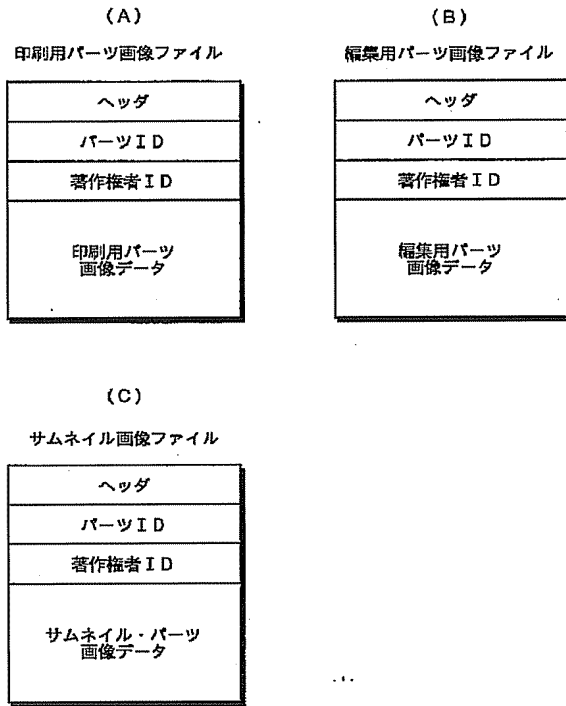 (A)
印刷用パーツ画像ファイル
ヘッダ
パーツID
著作権者ID
印刷用パーツ
画像データ
(B)
編集用パーツ画像ファイル
ヘッダ
パーツID
著作権者ID
編集用パーツ
画像データ
(C)
サムネイル画像ファイル
ヘッダ
パーツID
著作権者ID
サムネイル・パーツ
画像データ